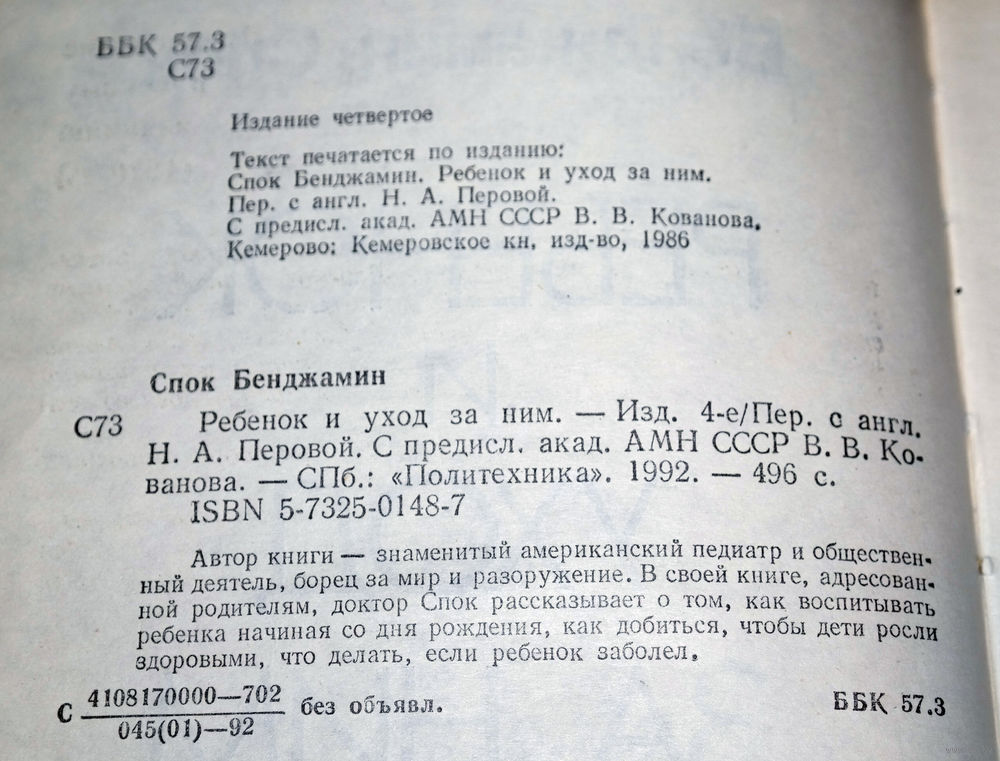 ББК 57.3
С73
Издание четвертое
Текст печатается по изданию:
Спок Бенджамин. Ребенок и уход за ним.
Пер. с англ. Н. А. Перовой.
С предисл. акад. АМН СССР В. В. Кованова,
Кемерово: Кемеровское кн, изд-во, 1986
Спок Бенджамин
С73 Ребенок и уход за ним. — Изд. 4-е/Пер. с англ.
Н. А. Перовой. С предисл. акад. АМН СССР В. В. Ко-
ванова. — СПб.: «Политехника». 1992. — 496 с.
ISBN 5-7325-0148-7
Автор книги — знаменитый американский педиатр и обществен-
ный деятель, борец за мир и разоружение. В своей книге, адресован-
ной родителям, доктор Спок рассказывает о том, как воспитывать
ребенка начиная со дня рождения, как добиться, чтобы дети росли
здоровыми, что делать, если ребенок заболел.
4108170000—702
С без объявл. ББК 57.3
045(01)—92